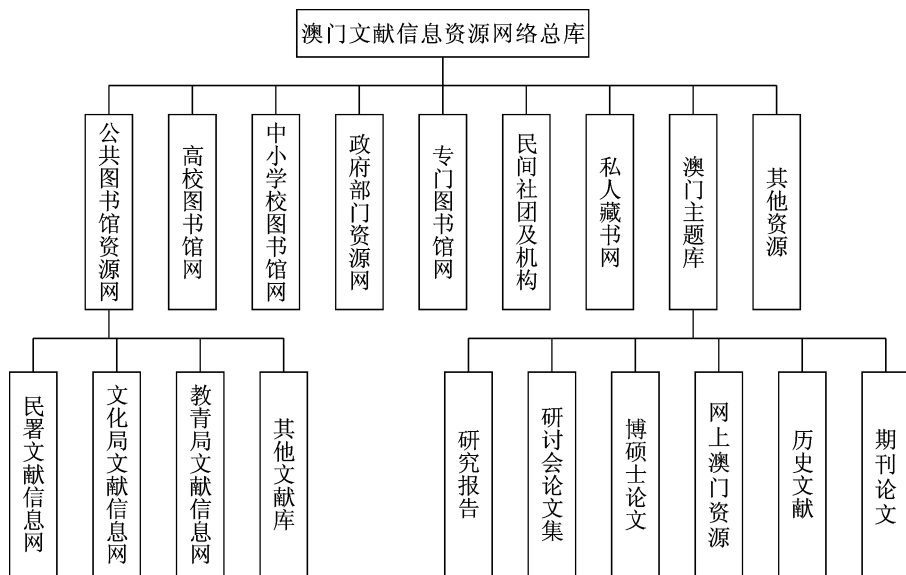 澳门文献信息资源网络总库
公共图书馆资源网
高校图书馆网
中小学校图书馆网
政府部门资源网
专门图书馆网
民间社团及机构
私人藏书网
澳门主题库
其他资源
民署文献信息网
文化局文献信息网
教青局文献信息网
其他文献库
研究报告
研讨会论文集
博硕士论文
网上澳门资源
历史文献
期刊论文